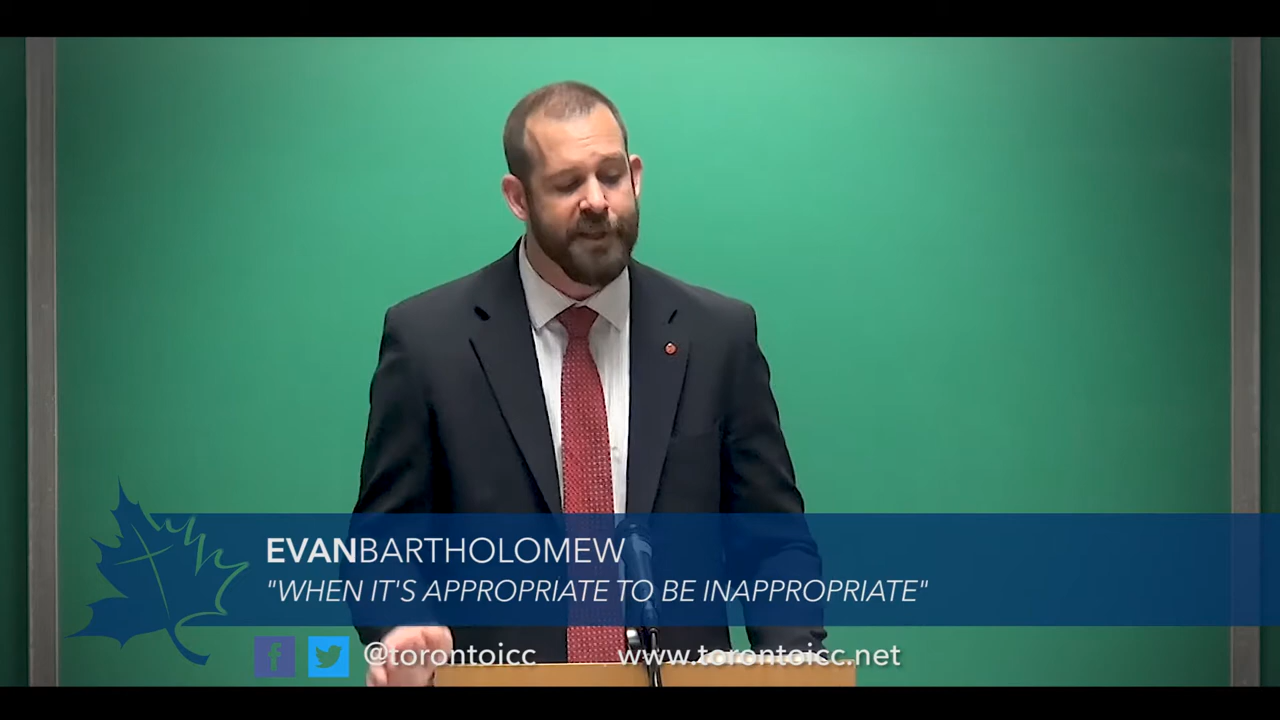 EVANBARTHOLOMEW
"WHEN IT'S APPROPRIATE TO BE INAPPROPRIATE"
@torontoicc www.torontoicc.net